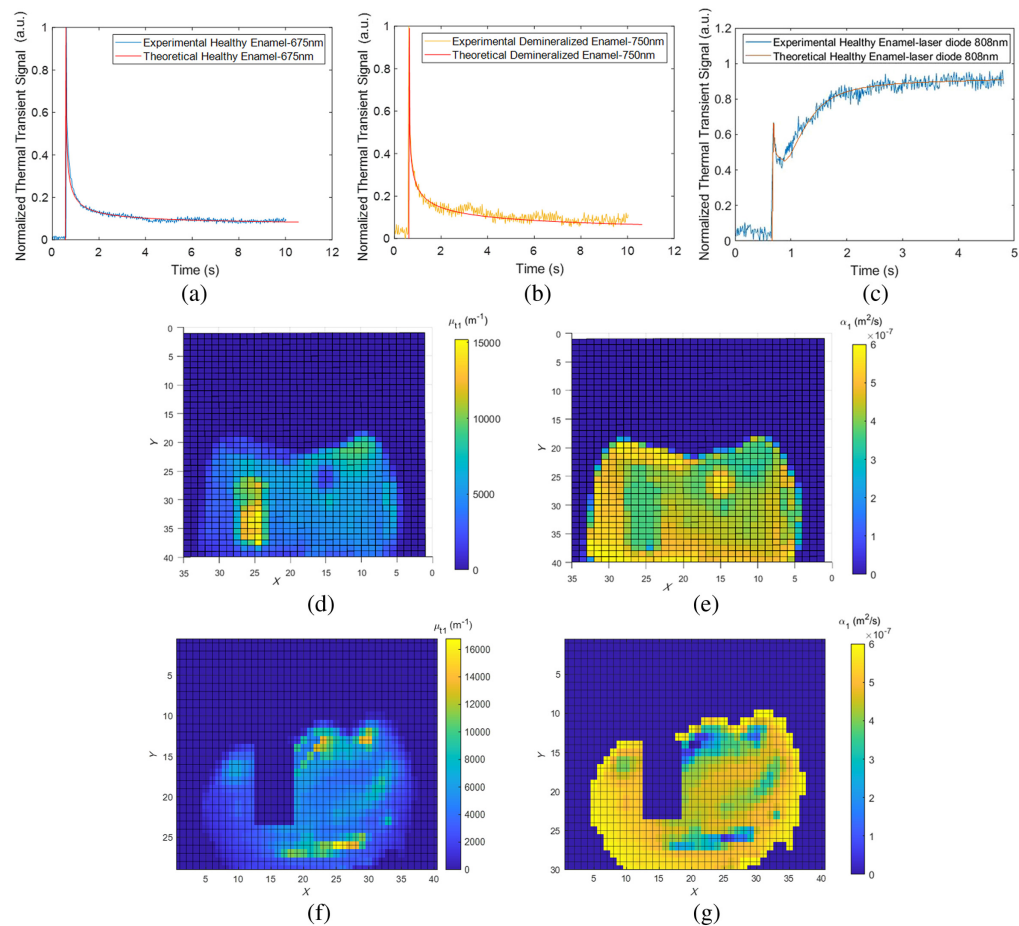 Normalized Thermal Transient Signal (a.u.)
1
0.8
0.6
0.4
0.2
0
0 2 4 6 8 10 12
Time (s)
Experimental Healthy Enamel-675nm
Theoretical Healthy Enamel-675nm
(a)
Normalized Thermal Transient Signal (a.u.)
1
0.8
0.6
0.4
0.2
0
0 2 4 6 8 10 12
Time (s)
Experimental Demineralized Enamel-750nm
Theoretical Demineralized Enamel-750nm
(b)
Normalized Thermal Transient Signal (a.u.)
1.2
1
0.8
0.6
0.4
0.2
0
0 1 2 3 4 5
Time (s)
Experimental Healthy Enamel-laser diode 808nm
Theoretical Healthy Enamel-laser diode 808nm
(c)
μt1 (m⁻¹)
15000
10000
5000
0
Y
0
5
10
15
20
25
30
35
40
35 30 25 20 15 10 5 0
X
(d)
α1 (m²/s)
×10⁻⁷
6
5
4
3
2
1
0
Y
0
5
10
15
20
25
30
35
40
35 30 25 20 15 10 5 0
X
(e)
μt1 (m⁻¹)
16000
14000
12000
10000
8000
6000
4000
2000
0
Y
5
10
15
20
25
5 10 15 20 25 30 35 40
X
(f)
α1 (m²/s)
×10⁻⁷
6
5
4
3
2
1
0
Y
5
10
15
20
25
30
5 10 15 20 25 30 35 40
X
(g)